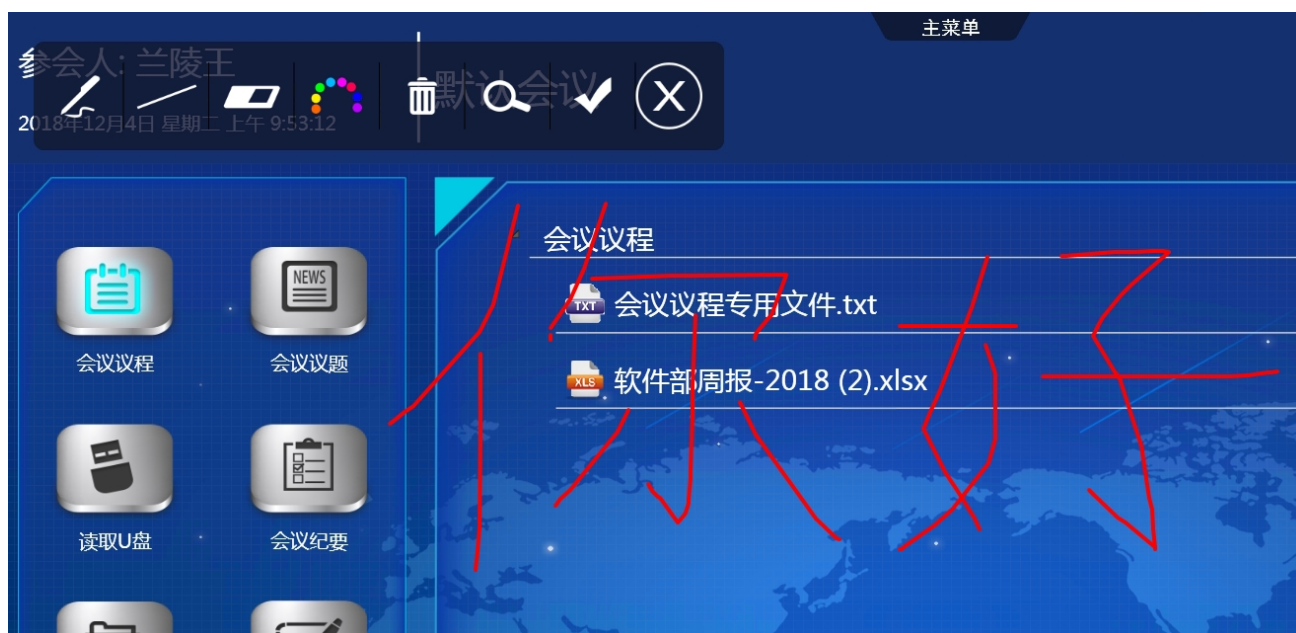 主菜单
参会人: 兰陵王
默认会议
2018年12月4日 星期二 上午 9:53:12
会议议程
会议议程专用文件.txt
软件部周报-2018 (2).xlsx
你好
NEWS
TXT
XLS
会议议程
会议议题
读取U盘
会议纪要